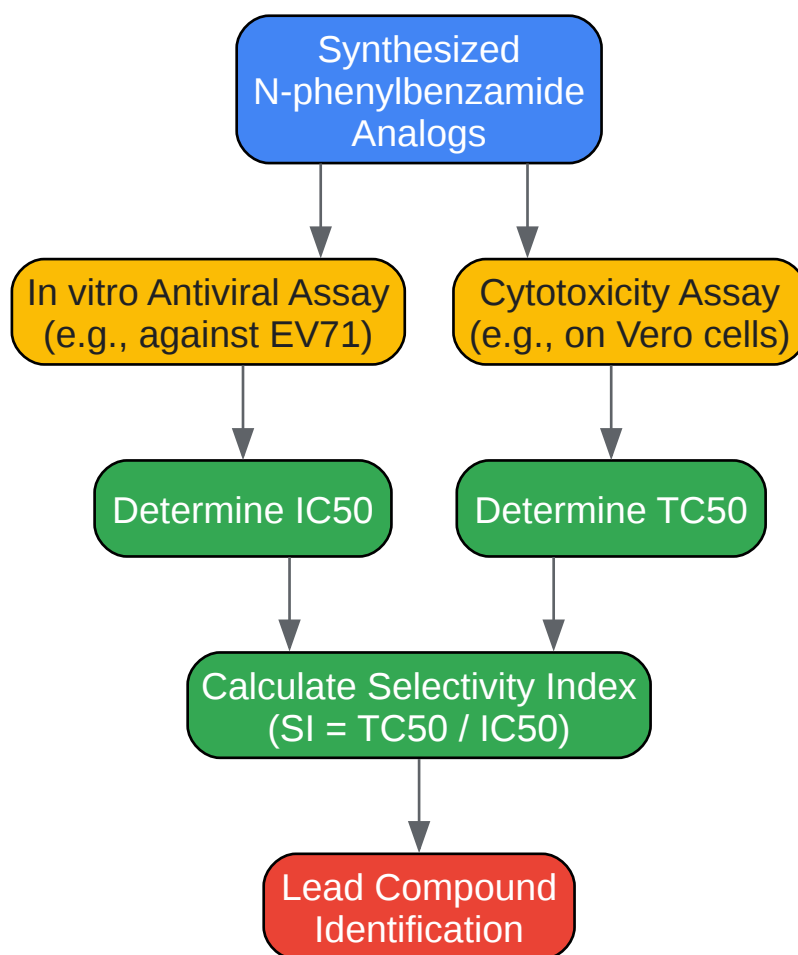 Synthesized
N-phenylbenzamide
Analogs
In vitro Antiviral Assay
(e.g., against EV71)
Cytotoxicity Assay
(e.g., on Vero cells)
Determine IC50
Determine TC50
Calculate Selectivity Index
(SI = TC50 / IC50)
Lead Compound
Identification